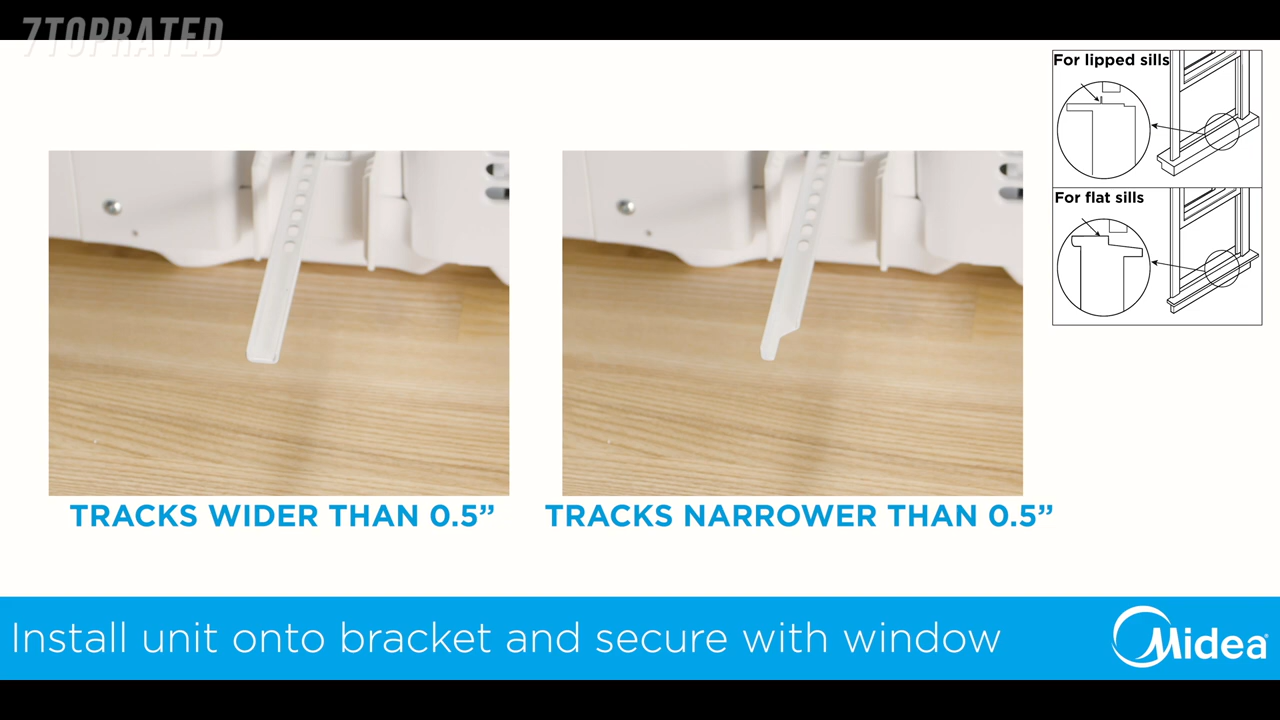 7TOPRATED
For lipped sills
For flat sills
TRACKS WIDER THAN 0.5”
TRACKS NARROWER THAN 0.5”
Install unit onto bracket and secure with window
Midea